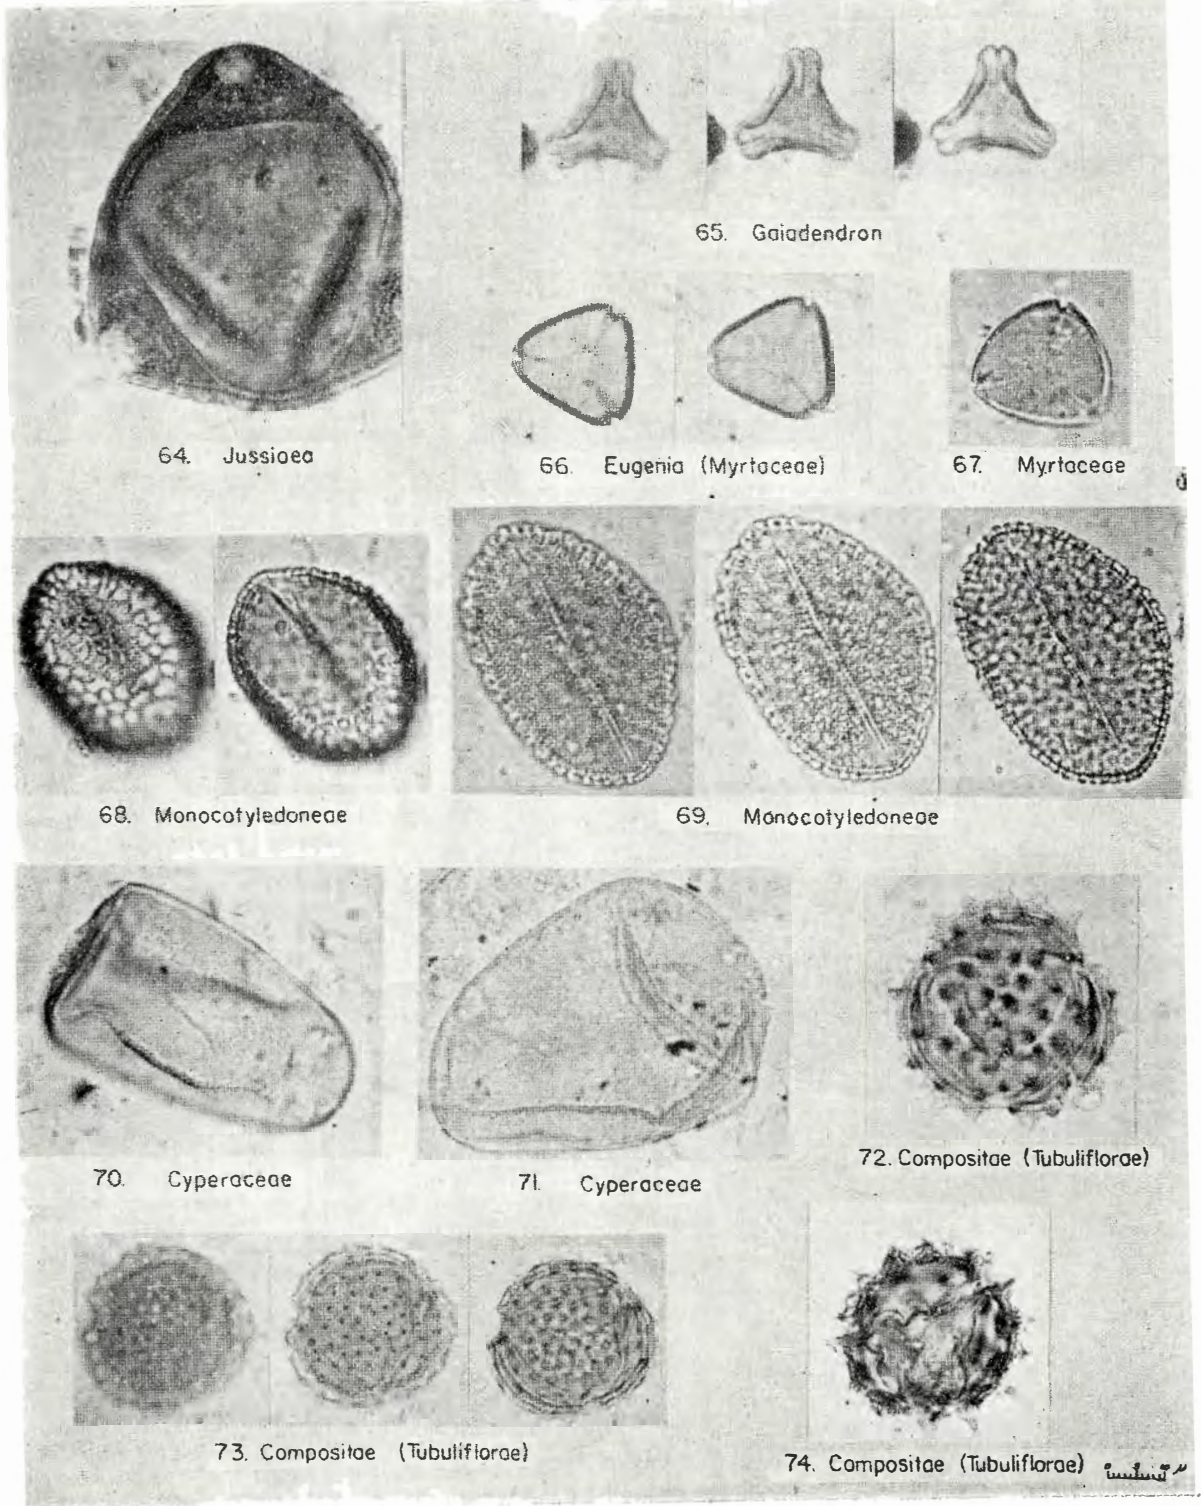 65. Gaiadendron
64. Jussiaea
66. Eugenia (Myrtaceae)
67. Myrtaceae
68. Monocotyledoneae
69. Monocotyledoneae
70. Cyperaceae
71. Cyperaceae
72. Compositae (Tubuliflorae)
73. Compositae (Tubuliflorae)
74. Compositae (Tubuliflorae)